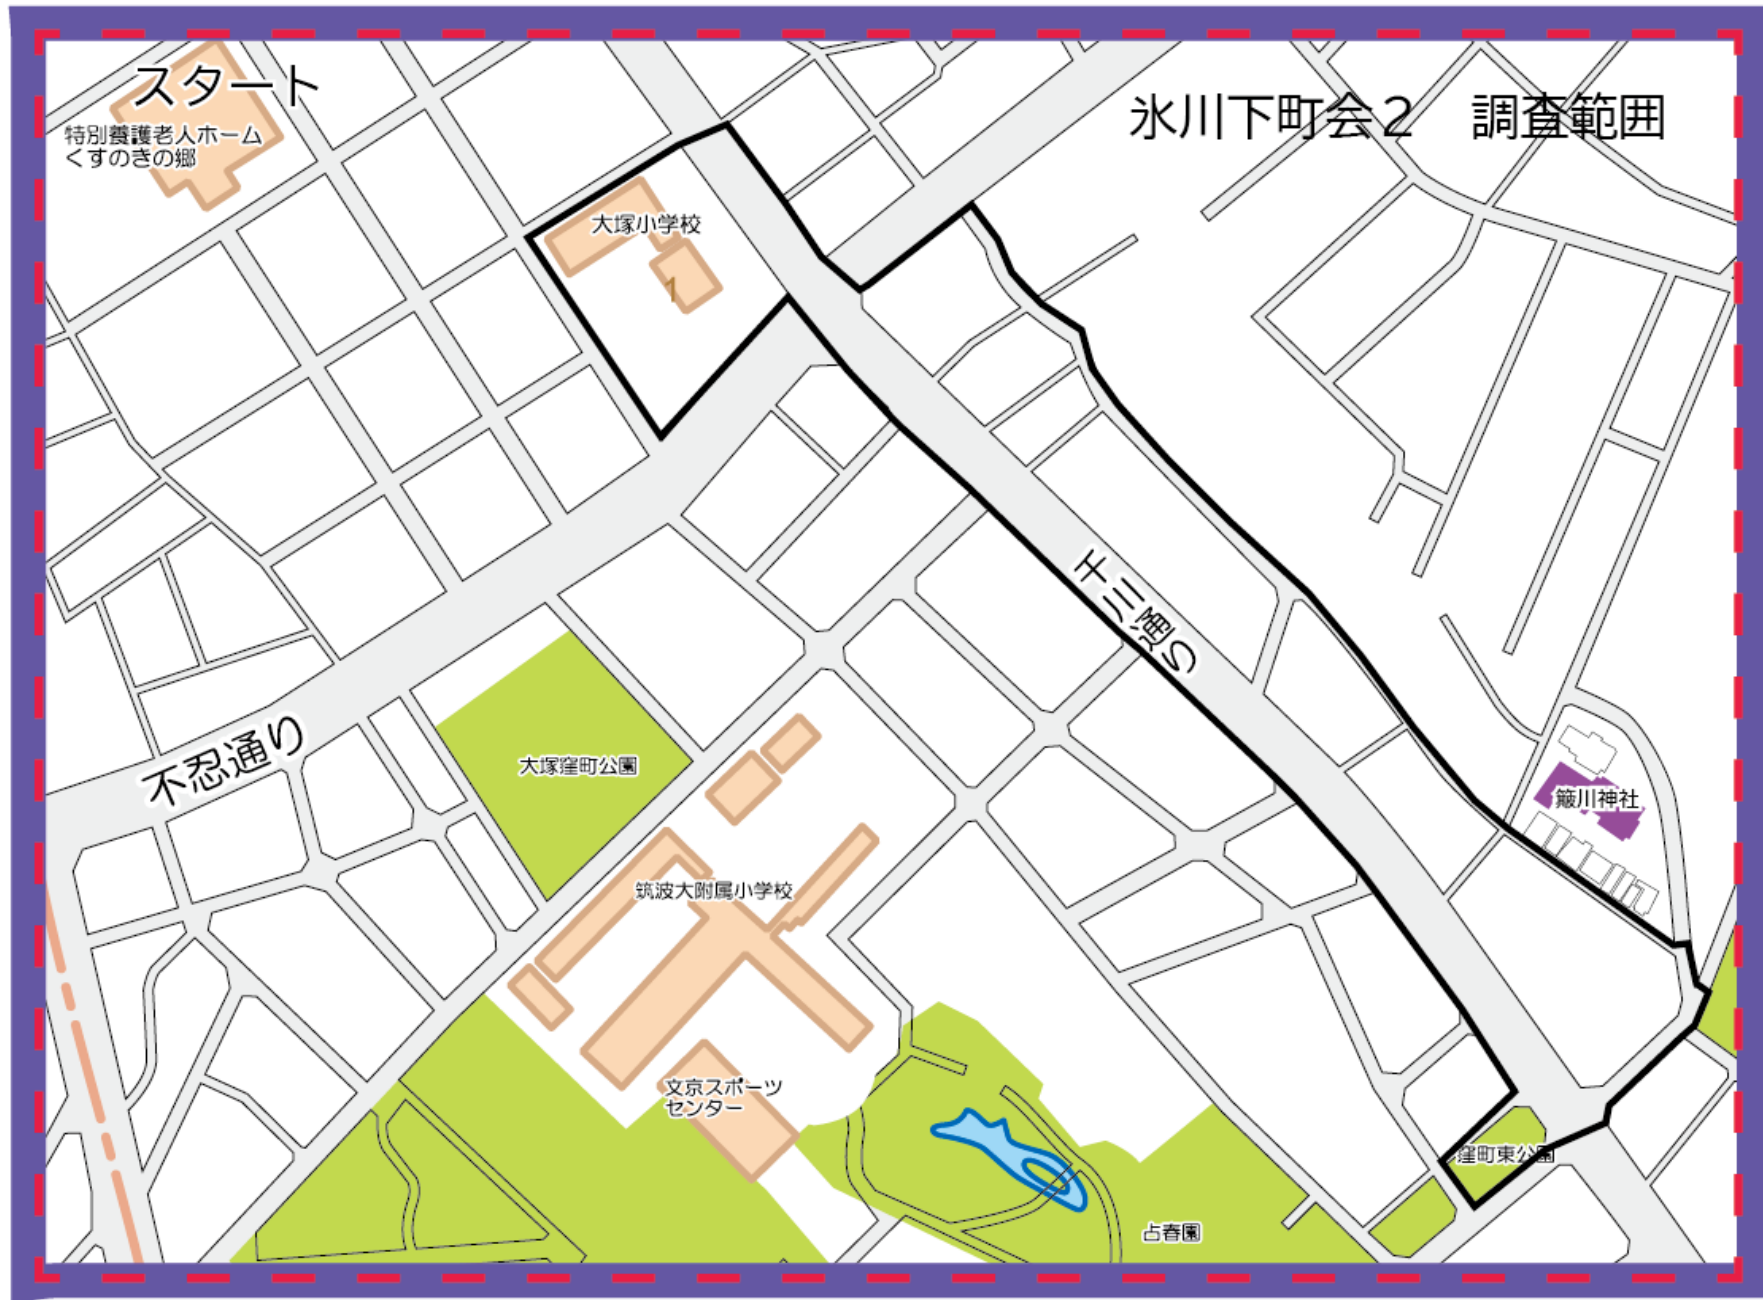 スタート
特別養護老人ホーム
くすのきの郷
氷川下町会2 調査範囲
大塚小学校
1
千川通り
不忍通り
大塚窪町公園
簸川神社
筑波大附属小学校
文京スポーツ
センター
窪町東公園
占春園